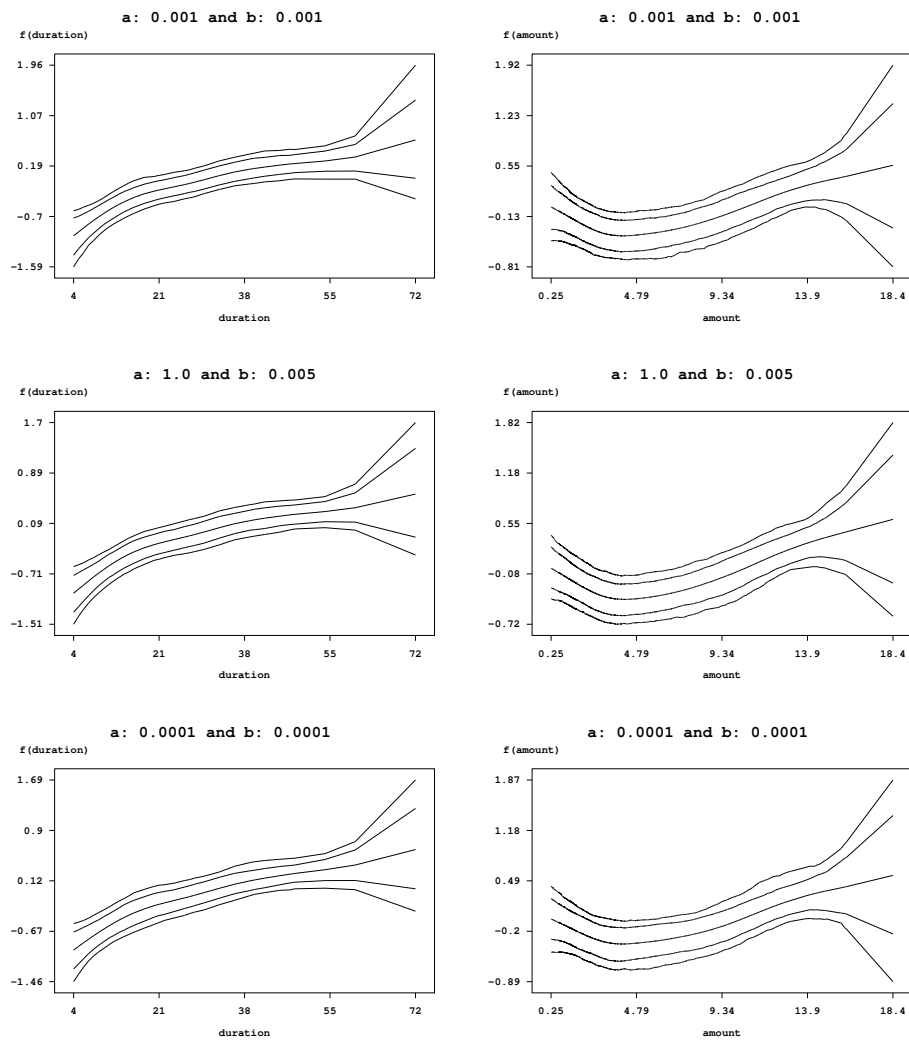 a: 0.001 and b: 0.001
f(duration)
1.96
1.07
0.19
−0.7
−1.59
4 21 38 55 72
duration
a: 0.001 and b: 0.001
f(amount)
1.92
1.23
0.55
−0.13
−0.81
0.25 4.79 9.34 13.9 18.4
amount
a: 1.0 and b: 0.005
f(duration)
1.7
0.89
0.09
−0.71
−1.51
4 21 38 55 72
duration
a: 1.0 and b: 0.005
f(amount)
1.82
1.18
0.55
−0.08
−0.72
0.25 4.79 9.34 13.9 18.4
amount
a: 0.0001 and b: 0.0001
f(duration)
1.69
0.9
0.12
−0.67
−1.46
4 21 38 55 72
duration
a: 0.0001 and b: 0.0001
f(amount)
1.87
1.18
0.49
−0.2
−0.89
0.25 4.79 9.34 13.9 18.4
amount